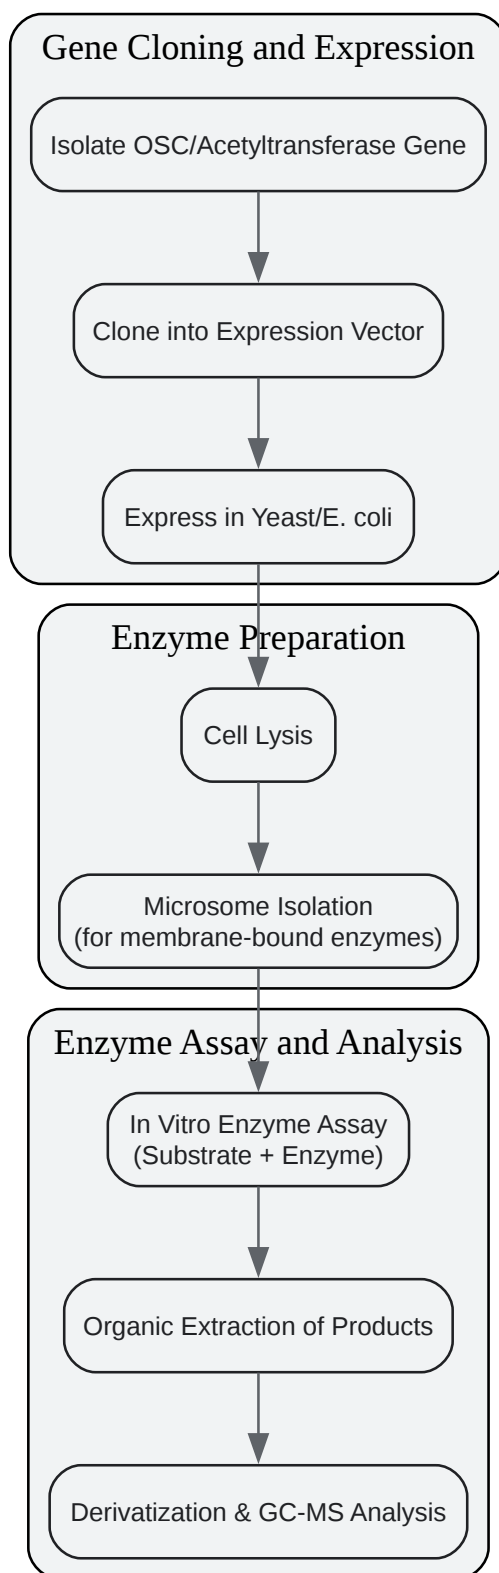 Gene Cloning and Expression
Isolate OSC/Acetyltransferase Gene
Clone into Expression Vector
Express in Yeast/E. coli
Enzyme Preparation
Cell Lysis
Microsome Isolation
(for membrane-bound enzymes)
Enzyme Assay and Analysis
In Vitro Enzyme Assay
(Substrate + Enzyme)
Organic Extraction of Products
Derivatization & GC-MS Analysis